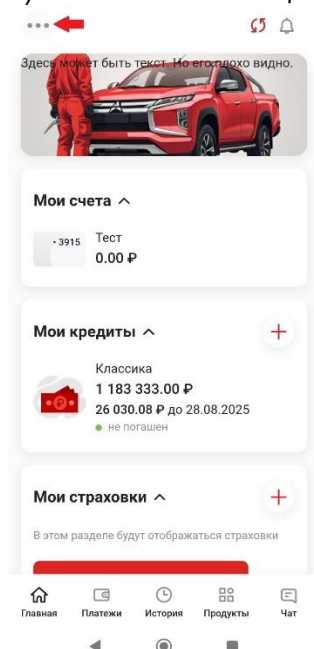 Здесь может быть текст. Но его плохо видно.
Мои счета
• 3915
Тест
0.00 ₽
Мои кредиты
Классика
1 183 333.00 ₽
26 030.08 ₽ до 28.08.2025
не погашен
Мои страховки
В этом разделе будут отображаться страховки
Главная Платежи История Продукты Чат